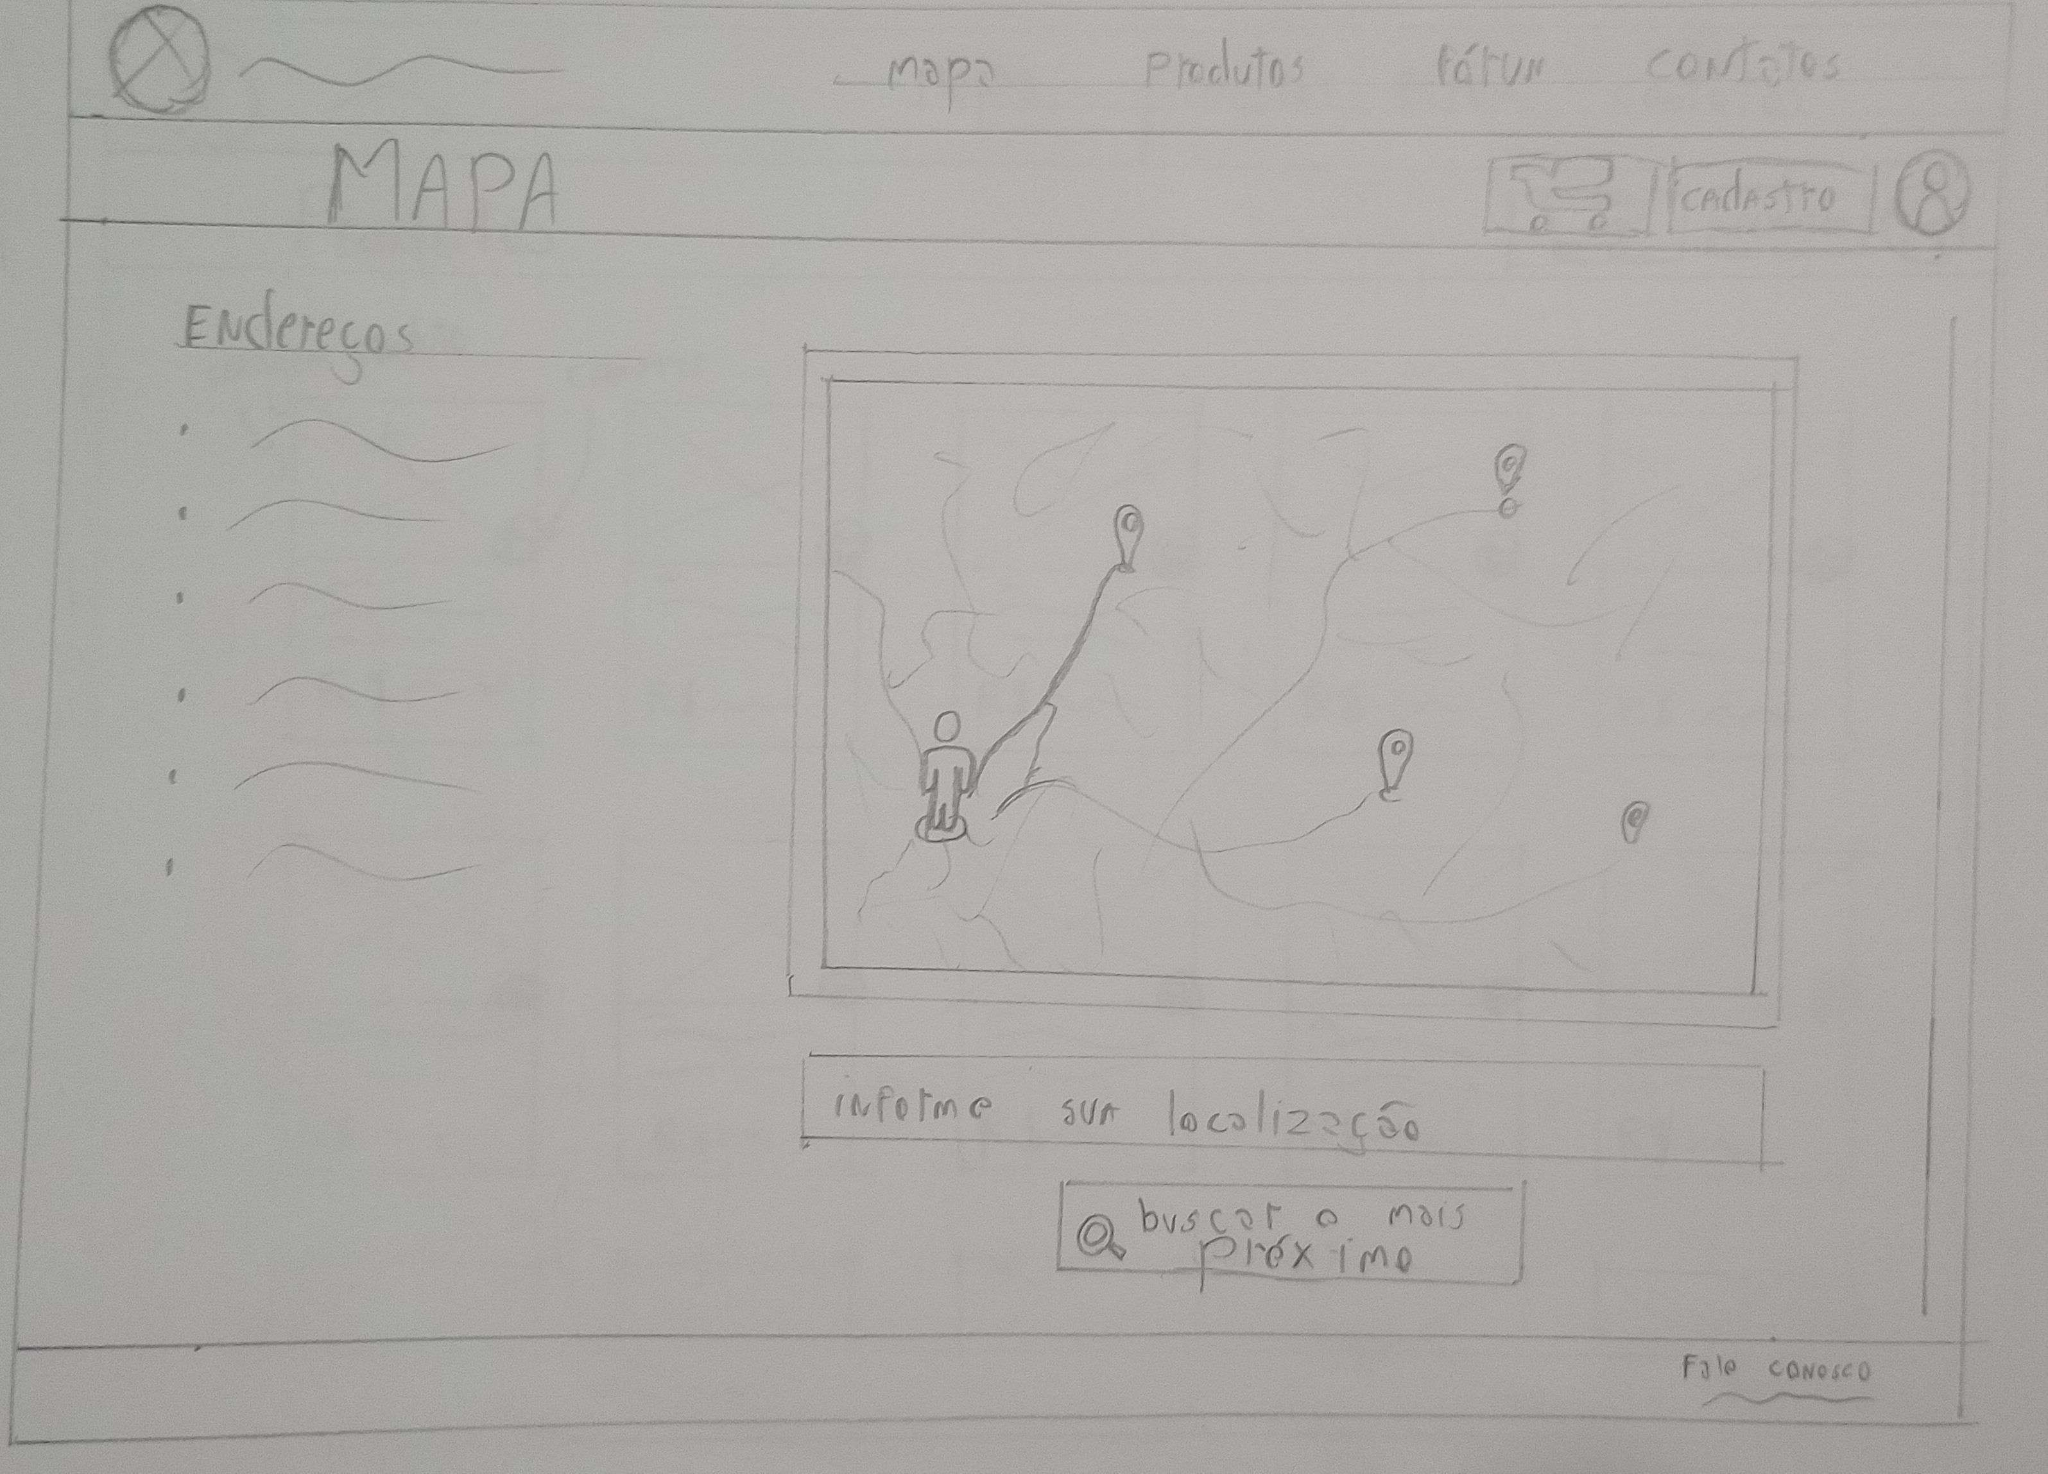 mapa produtos fórum contatos
MAPA
cadastro
Endereços
informe sua localização
buscar o mais
próximo
Fale conosco